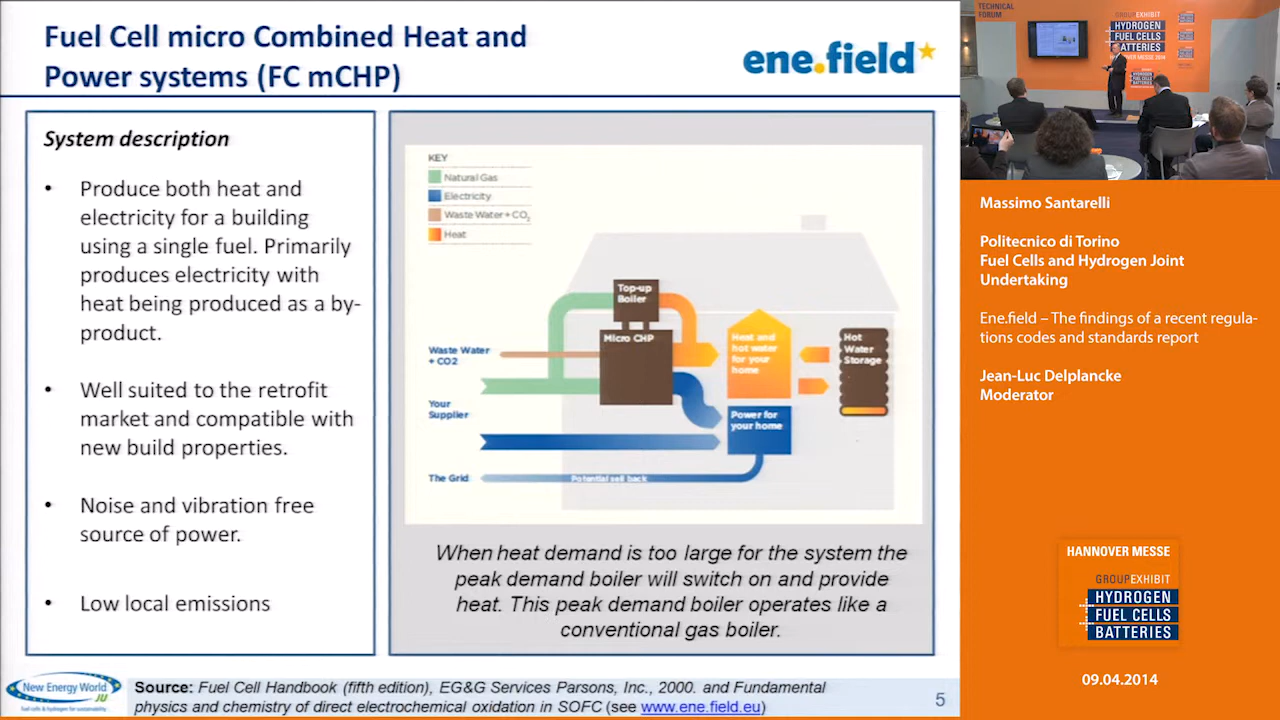 Fuel Cell micro Combined Heat and
Power systems (FC mCHP)
ene.field
System description
• Produce both heat and
electricity for a building
using a single fuel. Primarily
produces electricity with
heat being produced as a by-
product.
• Well suited to the retrofit
market and compatible with
new build properties.
• Noise and vibration free
source of power.
• Low local emissions
KEY
Natural Gas
Electricity
Waste Water + CO₂
Heat
Top-up
Boiler
Micro CHP
Waste Water
+ CO2
Your
Supplier
The Grid
Potential sell back
Heat and
hot water
for your
home
Power for
your home
Hot
Water
Storage
When heat demand is too large for the system the
peak demand boiler will switch on and provide
heat. This peak demand boiler operates like a
conventional gas boiler.
New Energy World
JU
fuel cells & hydrogen for sustainability
Source: Fuel Cell Handbook (fifth edition), EG&G Services Parsons, Inc., 2000. and Fundamental
physics and chemistry of direct electrochemical oxidation in SOFC (see www.ene.field.eu)
5
TECHNICAL
FORUM
GROUP EXHIBIT
HYDROGEN
FUEL CELLS
BATTERIES
HANNOVER MESSE 2014
Massimo Santarelli
Politecnico di Torino
Fuel Cells and Hydrogen Joint
Undertaking
Ene.field – The findings of a recent regula-
tions codes and standards report
Jean-Luc Delplancke
Moderator
HANNOVER MESSE
GROUP EXHIBIT
HYDROGEN
FUEL CELLS
BATTERIES
09.04.2014